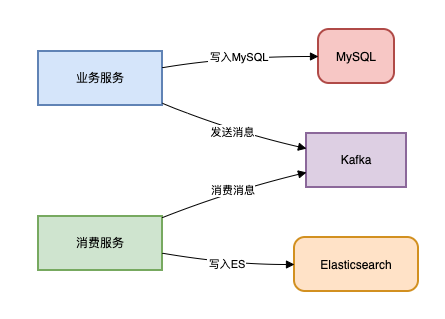 业务服务
写入MySQL
MySQL
发送消息
Kafka
消费消息
消费服务
写入ES
Elasticsearch